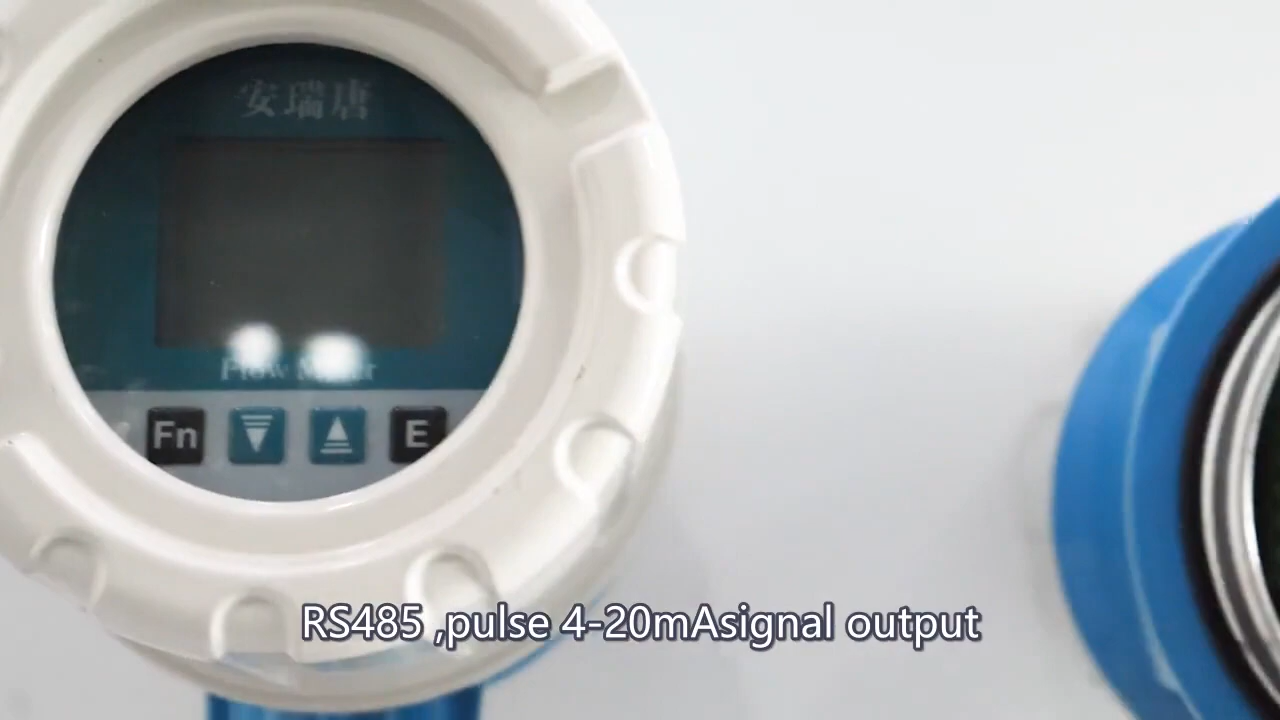 安瑞唐
Flow Meter
Fn
E
RS485 ,pulse 4-20mAsignal output